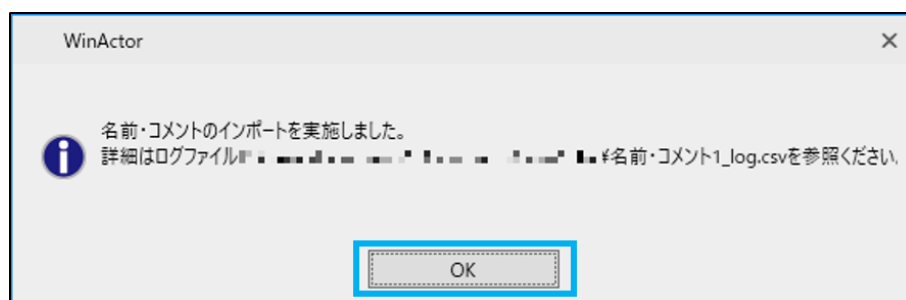 WinActor
名前・コメントのインポートを実施しました。
詳細はログファイル ¥名前・コメント1_log.csvを参照ください。
OK